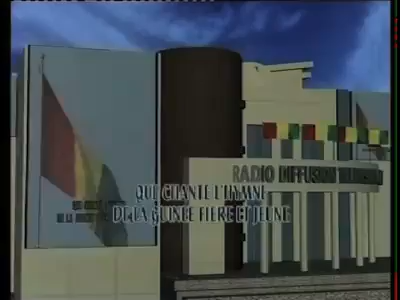 RADIO DIFFUSION
QUI CHANTE L'HYMNE
DE LA GUINEE FIERE ET JEUNE